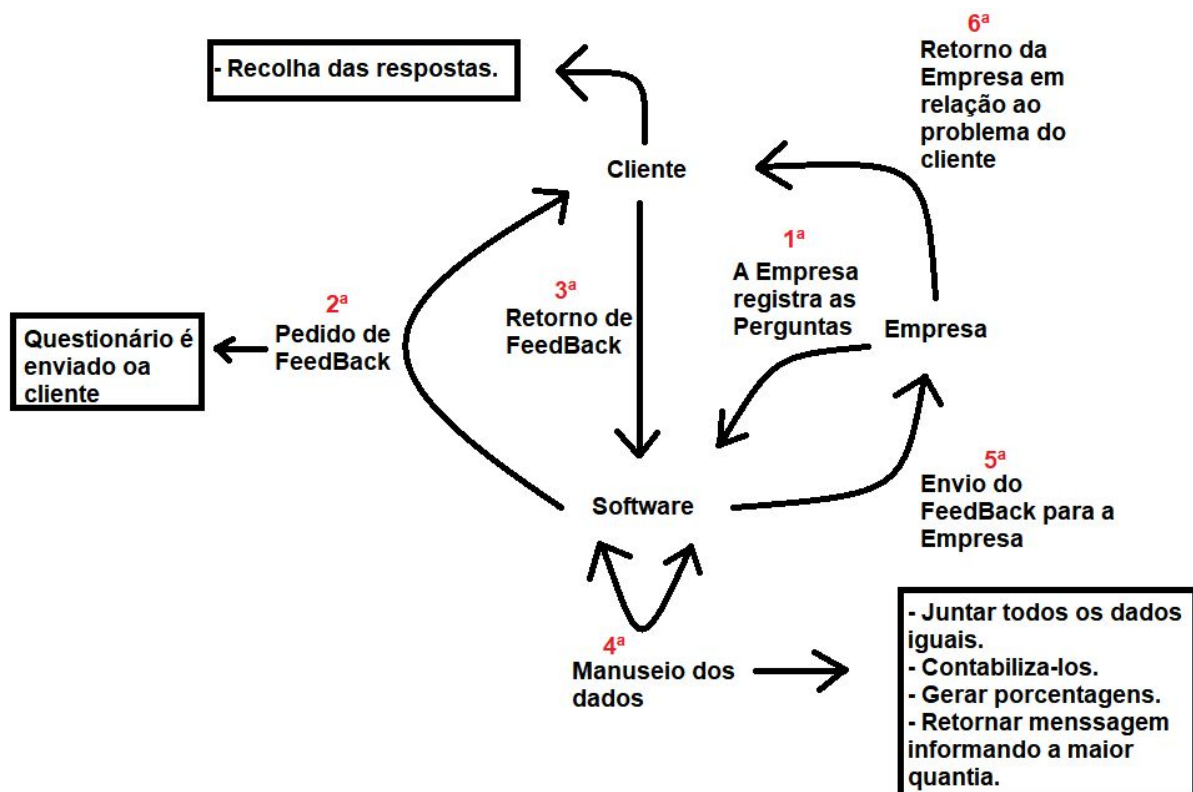 6ª
Retorno da
Empresa em
relação ao
problema do
cliente
- Recolha das respostas.
Cliente
1ª
A Empresa
registra as
Perguntas
2ª
Pedido de
FeedBack
3ª
Retorno de
FeedBack
Empresa
Questionário é
enviado oa
cliente
5ª
Envio do
FeedBack para a
Empresa
Software
4ª
Manuseio dos
dados
- Juntar todos os dados
iguais.
- Contabiliza-los.
- Gerar porcentagens.
- Retornar menssagem
informando a maior
quantia.